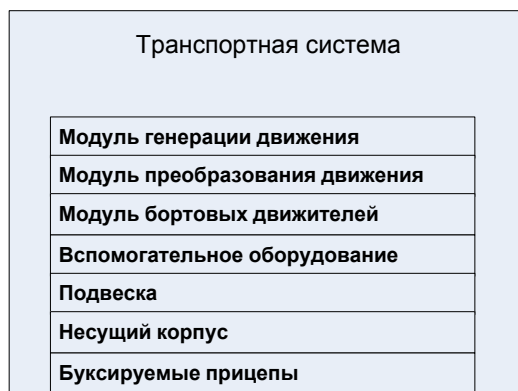 Транспортная система
Модуль генерации движения
Модуль преобразования движения
Модуль бортовых движителей
Вспомогательное оборудование
Подвеска
Несущий корпус
Буксируемые прицепы